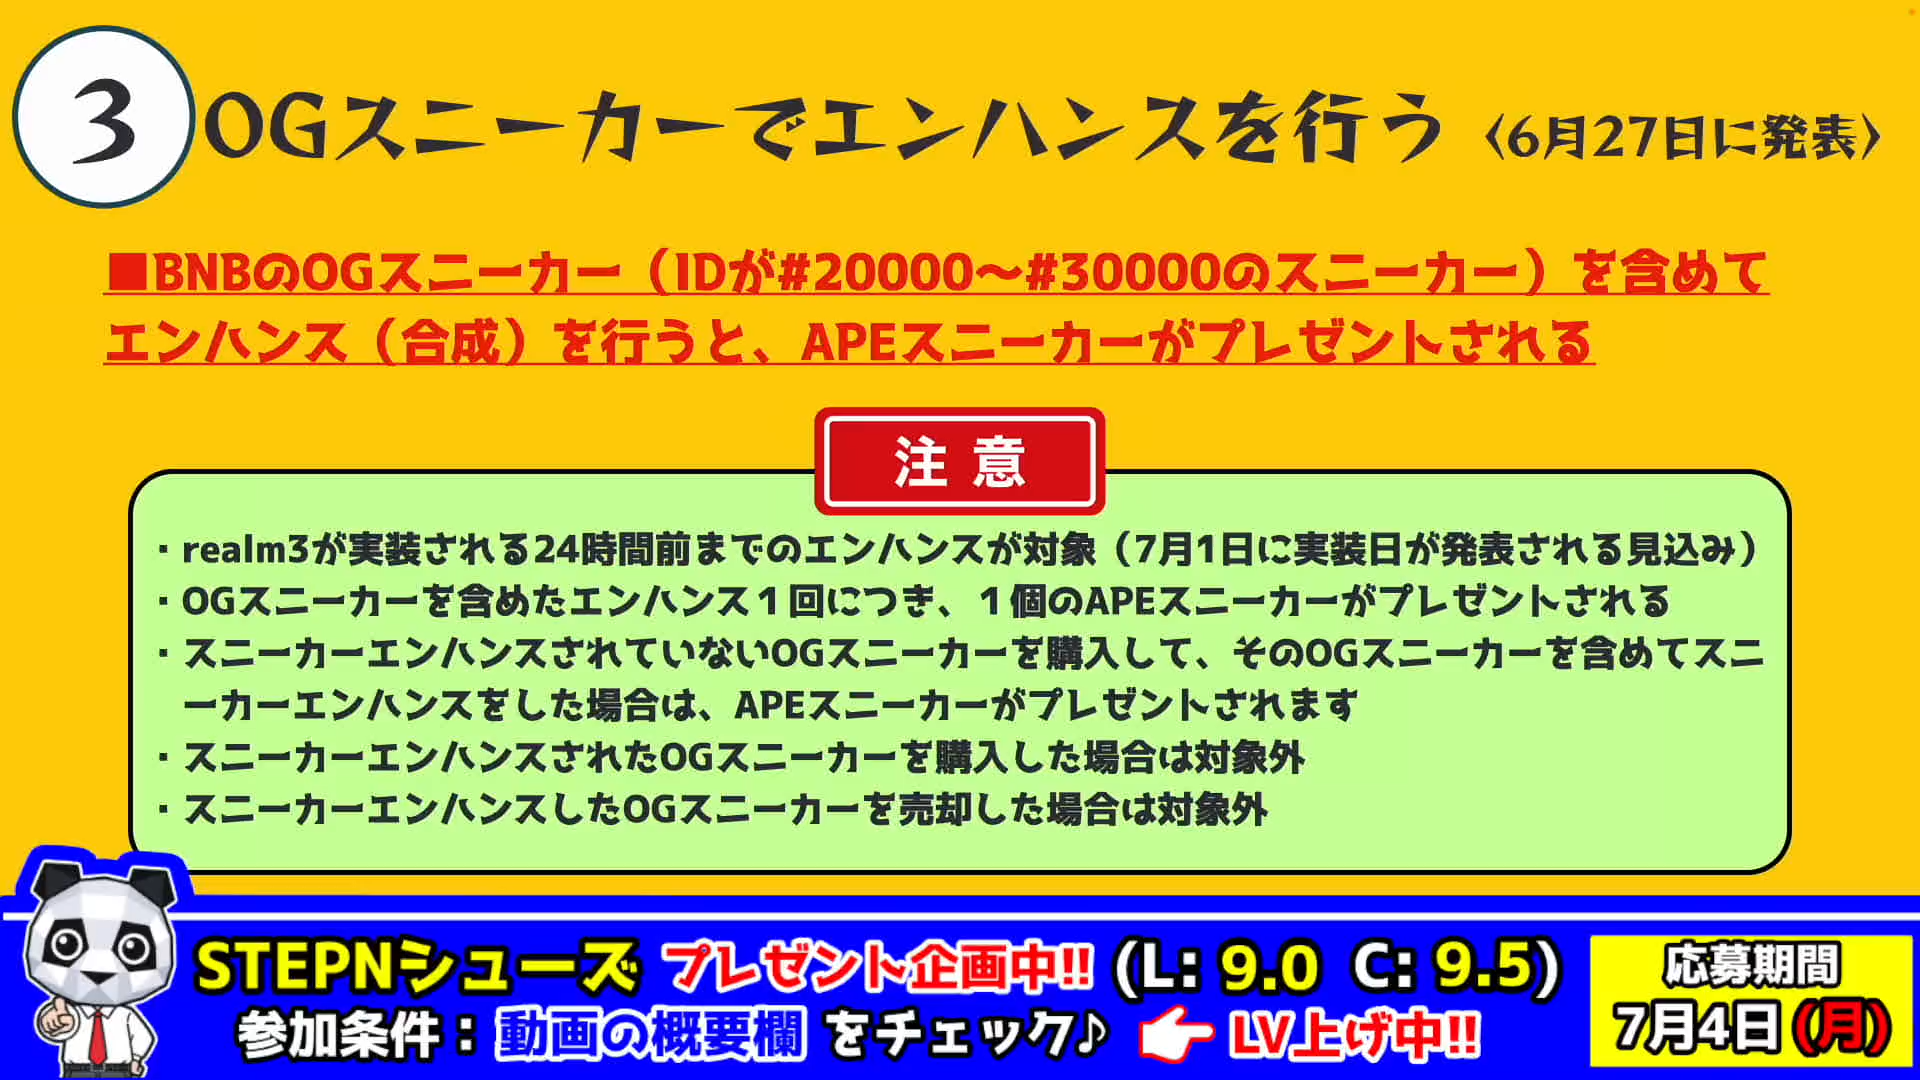 3
OGスニーカーでエンハンスを行う〈6月27日に発表〉
■BNBのOGスニーカー（IDが#20000〜#30000のスニーカー）を含めて
エンハンス（合成）を行うと、APEスニーカーがプレゼントされる
注意
・realm3が実装される24時間前までのエンハンスが対象（7月1日に実装日が発表される見込み）
・OGスニーカーを含めたエンハンス１回につき、１個のAPEスニーカーがプレゼントされる
・スニーカーエンハンスされていないOGスニーカーを購入して、そのOGスニーカーを含めてスニ
ーカーエンハンスをした場合は、APEスニーカーがプレゼントされます
・スニーカーエンハンスされたOGスニーカーを購入した場合は対象外
・スニーカーエンハンスしたOGスニーカーを売却した場合は対象外
STEPNシューズ プレゼント企画中!! (L: 9.0 C: 9.5)
参加条件：動画の概要欄 をチェック♪ LV上げ中!!
応募期間
7月4日(月)